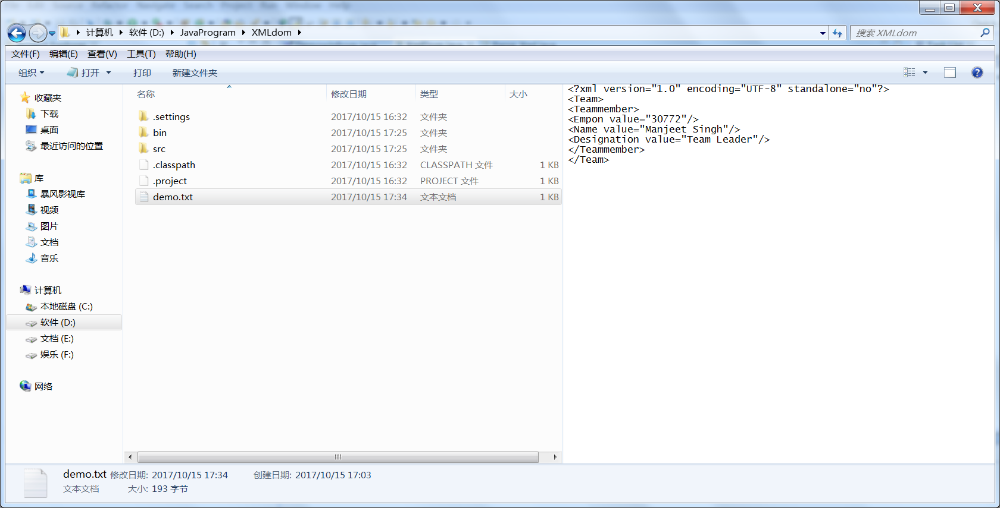 计算机 软件 (D:) JavaProgram XMLdom
搜索 XMLdom
文件(F) 编辑(E) 查看(V) 工具(T) 帮助(H)
组织 打开 打印 新建文件夹
收藏夹
下载
桌面
最近访问的位置
库
暴风影视库
视频
图片
文档
音乐
计算机
本地磁盘 (C:)
软件 (D:)
文档 (E:)
娱乐 (F:)
网络
名称 修改日期 类型 大小
.settings 2017/10/15 16:32 文件夹
bin 2017/10/15 17:25 文件夹
src 2017/10/15 17:25 文件夹
.classpath 2017/10/15 16:32 CLASSPATH 文件 1 KB
.project 2017/10/15 16:32 PROJECT 文件 1 KB
demo.txt 2017/10/15 17:34 文本文档 1 KB
<?xml version="1.0" encoding="UTF-8" standalone="no"?>
<Team>
<Teammember>
<Empon value="30772"/>
<Name value="Manjeet Singh"/>
<Designation value="Team Leader"/>
</Teammember>
</Team>
demo.txt 修改日期: 2017/10/15 17:34 创建日期: 2017/10/15 17:03
文本文档 大小: 193 字节